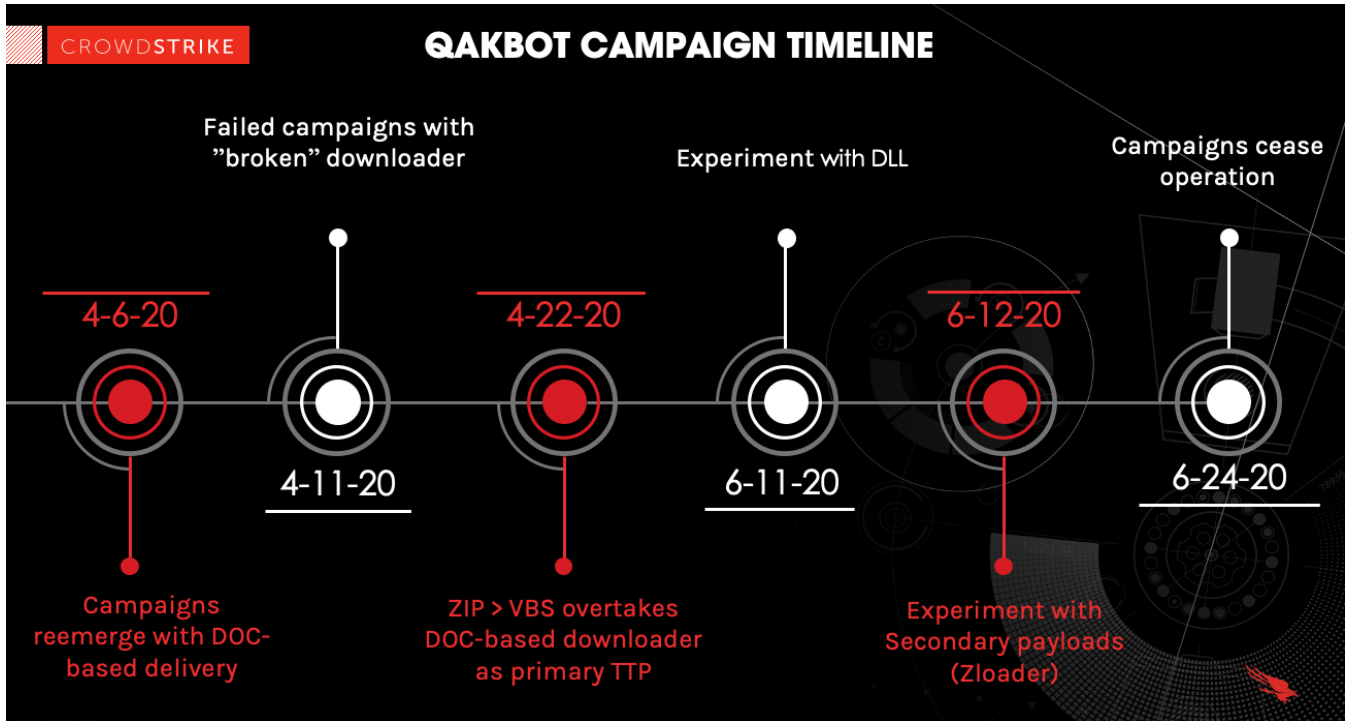 CROWDSTRIKE
QAKBOT CAMPAIGN TIMELINE
Failed campaigns with
”broken” downloader
Experiment with DLL
Campaigns cease
operation
4-6-20
4-22-20
6-12-20
4-11-20
6-11-20
6-24-20
Campaigns
reemerge with DOC-
based delivery
ZIP > VBS overtakes
DOC-based downloader
as primary TTP
Experiment with
Secondary payloads
(Zloader)